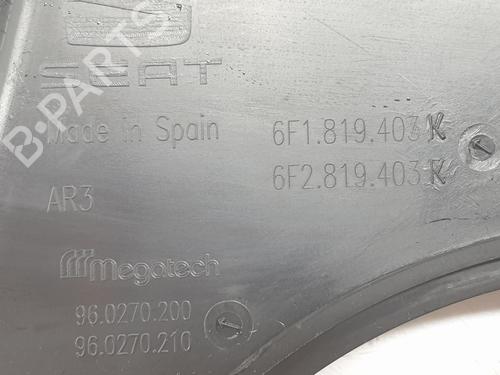 SEAT
B-PARTS
Made in Spain
6F1.819.403 K
6F2.819.403 K
AR3
Megatech
96.0270.200
96.0270.210